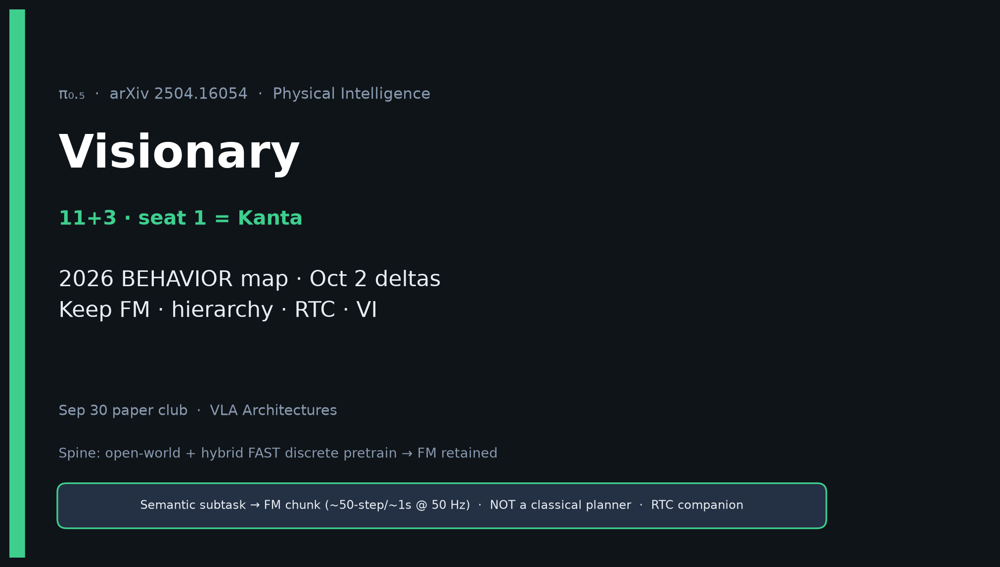 π₀.₅  ·  arXiv 2504.16054  ·  Physical Intelligence
Visionary
11+3 · seat 1 = Kanta
2026 BEHAVIOR map · Oct 2 deltas
Keep FM · hierarchy · RTC · VI
Sep 30 paper club  ·  VLA Architectures
Spine: open-world + hybrid FAST discrete pretrain → FM retained
Semantic subtask → FM chunk (~50-step/~1s @ 50 Hz)  ·  NOT a classical planner  ·  RTC companion